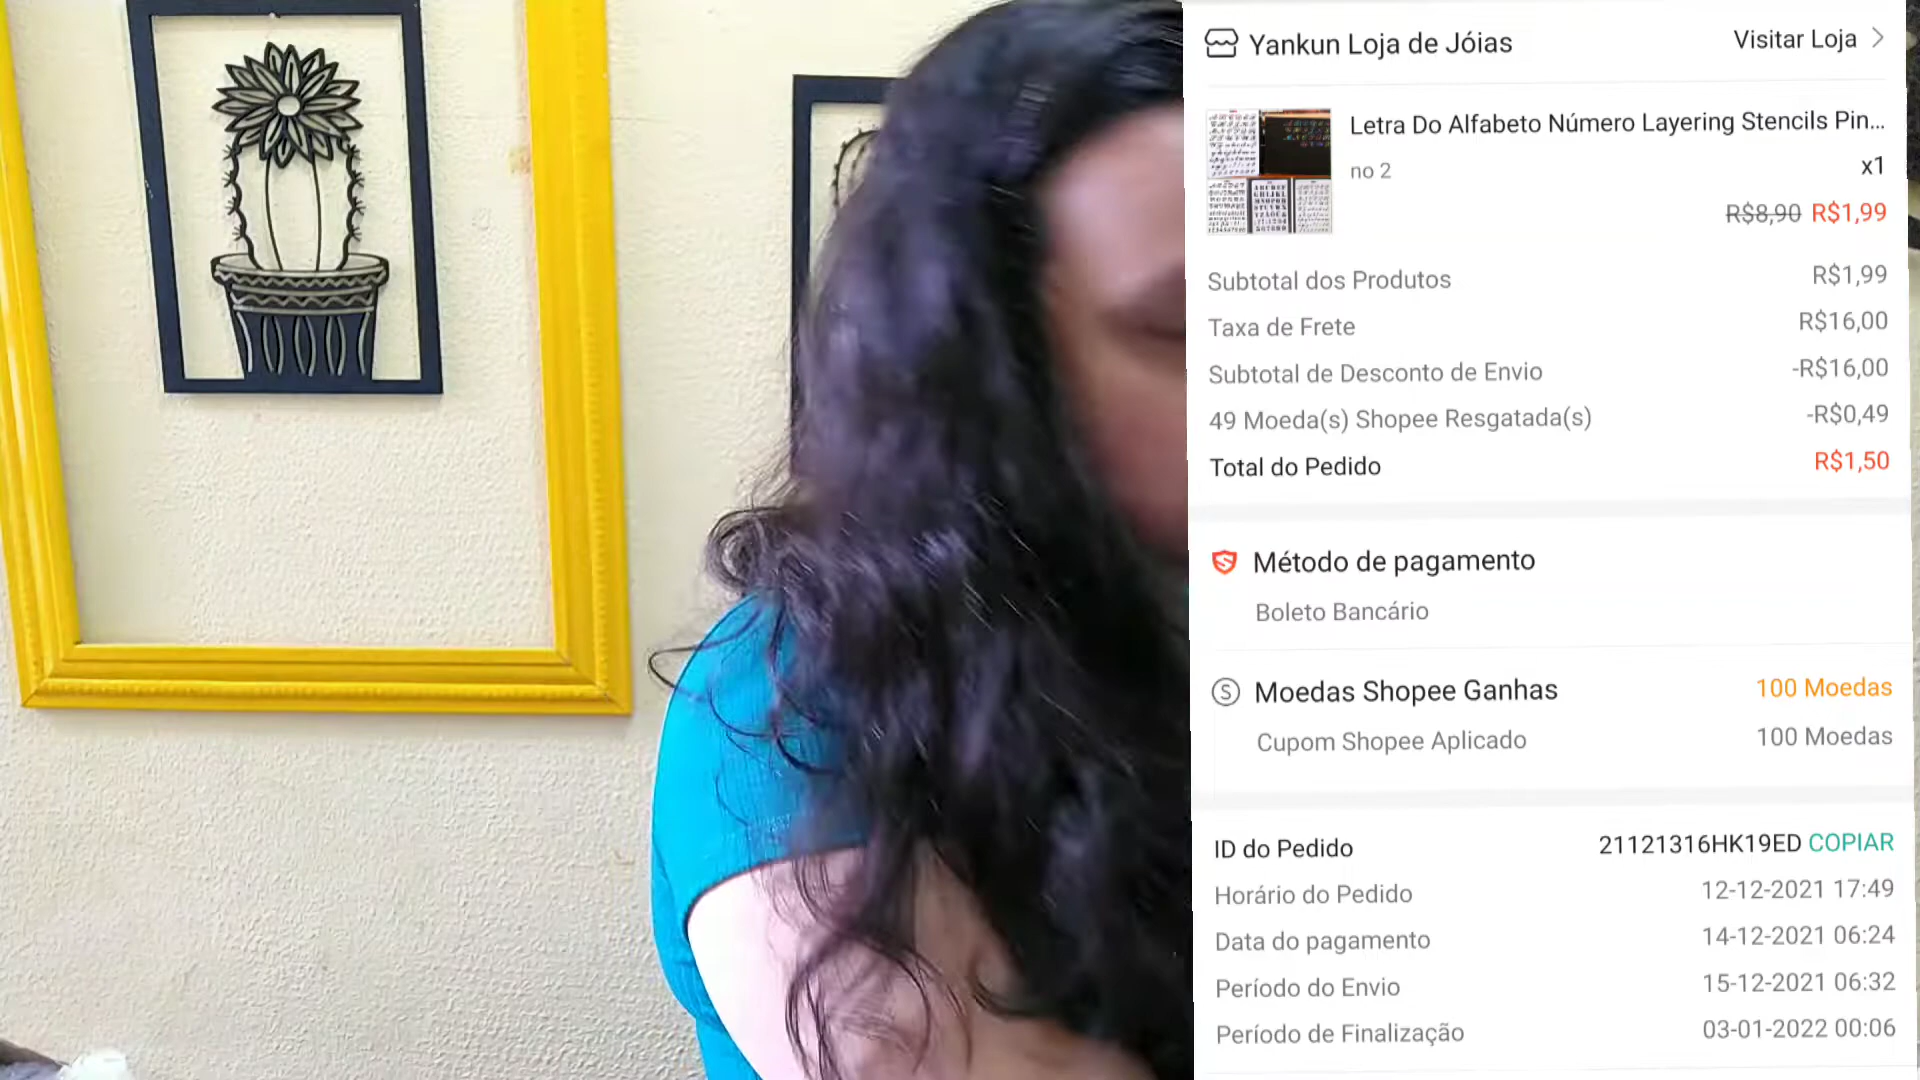 Yankun Loja de Jóias Visitar Loja
Letra Do Alfabeto Número Layering Stencils Pin...
no 2 x1
R$8,90 R$1,99
Subtotal dos Produtos R$1,99
Taxa de Frete R$16,00
Subtotal de Desconto de Envio -R$16,00
49 Moeda(s) Shopee Resgatada(s) -R$0,49
Total do Pedido R$1,50
Método de pagamento
Boleto Bancário
Moedas Shopee Ganhas 100 Moedas
Cupom Shopee Aplicado 100 Moedas
ID do Pedido 21121316HK19ED COPIAR
Horário do Pedido 12-12-2021 17:49
Data do pagamento 14-12-2021 06:24
Período do Envio 15-12-2021 06:32
Período de Finalização 03-01-2022 00:06